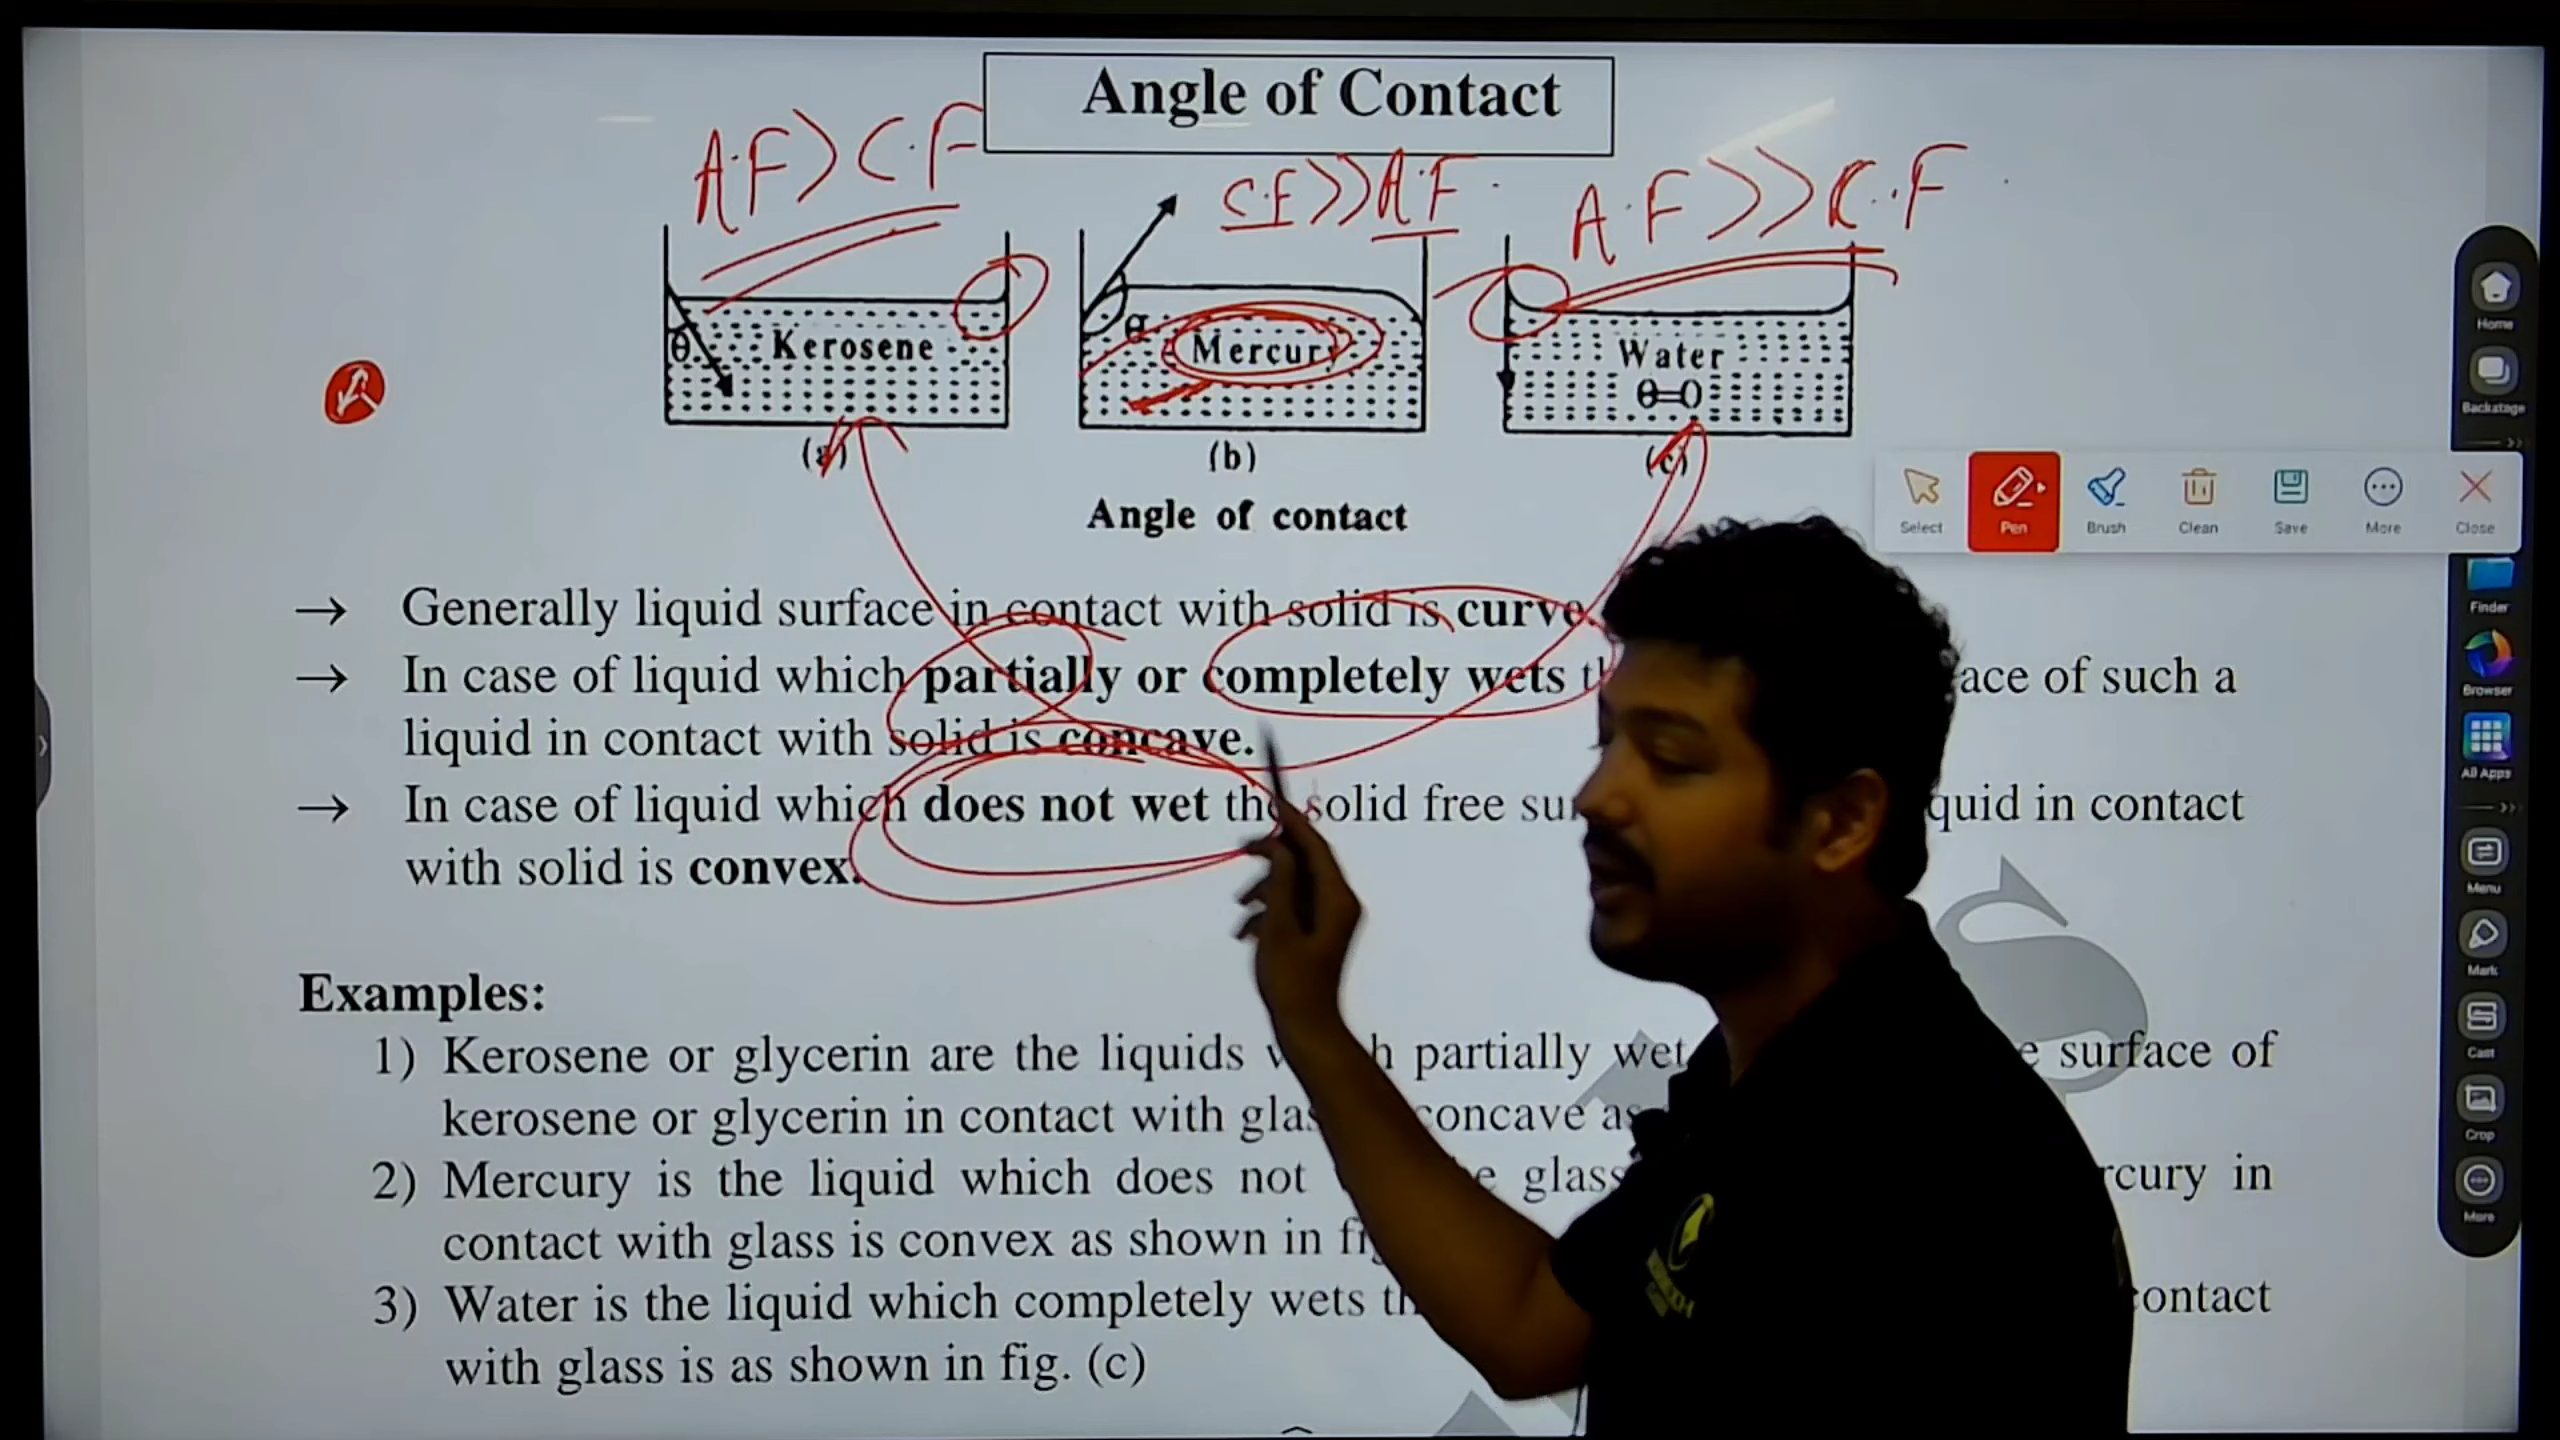 Angle of Contact
A.F > C.F
C.F >> A.F
A.F >> C.F
θ
Kerosene
Mercury
Water
θ=0
(a)
(b)
(c)
Angle of contact
→ Generally liquid surface in contact with solid is curve.
→ In case of liquid which partially or completely wets ace of such a
liquid in contact with solid is concave.
→ In case of liquid which does not wet the solid free quid in contact
with solid is convex.
Examples:
1) Kerosene or glycerin are the liquids partially wet surface of
kerosene or glycerin in contact with concave
2) Mercury is the liquid which does not glass rcury in
contact with glass is convex as shown in
3) Water is the liquid which completely wets ontact
with glass is as shown in fig. (c)
Select
Pen
Brush
Clean
Save
More
Close
Home
Backstage
Finder
Browser
All Apps
Menu
Mark
Cast
Crop
More